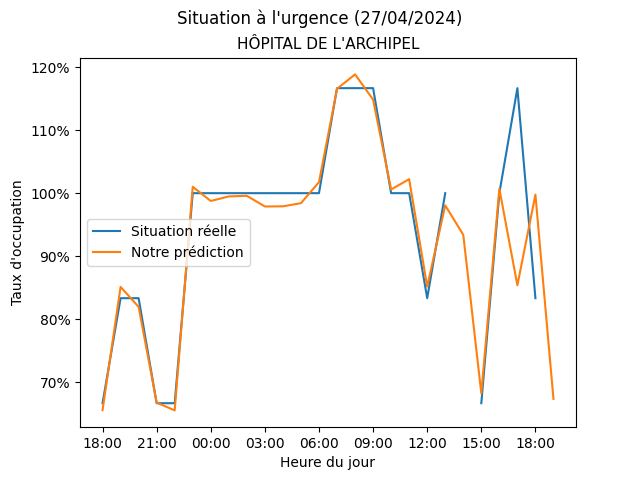 Situation à l'urgence (27/04/2024)
HÔPITAL DE L'ARCHIPEL
120%
110%
100%
90%
80%
70%
Taux d'occupation
Situation réelle
Notre prédiction
18:00 21:00 00:00 03:00 06:00 09:00 12:00 15:00 18:00
Heure du jour